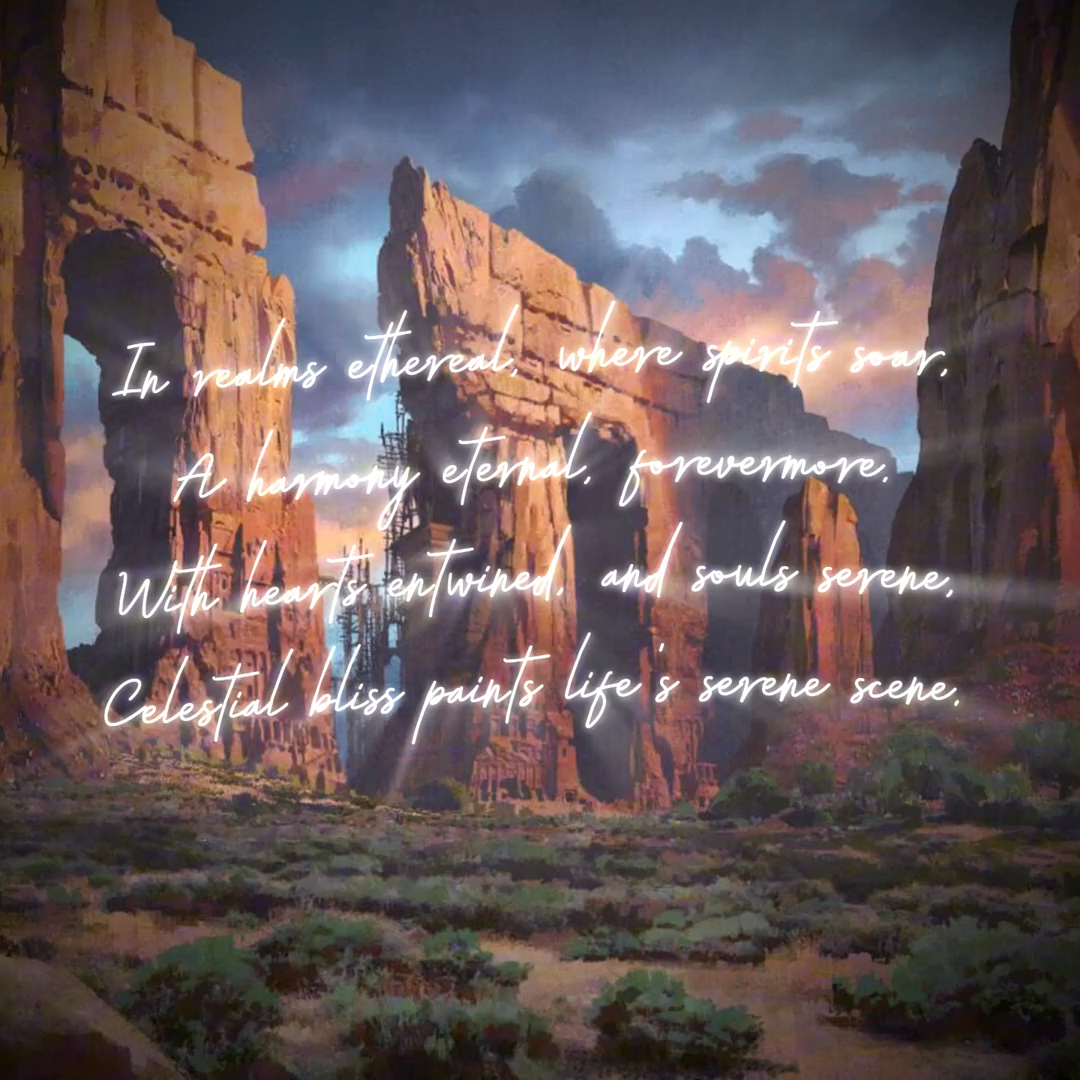 In realms ethereal, where spirits soar,
A harmony eternal, forevermore.
With hearts entwined, and souls serene,
Celestial bliss paints life's serene scene.